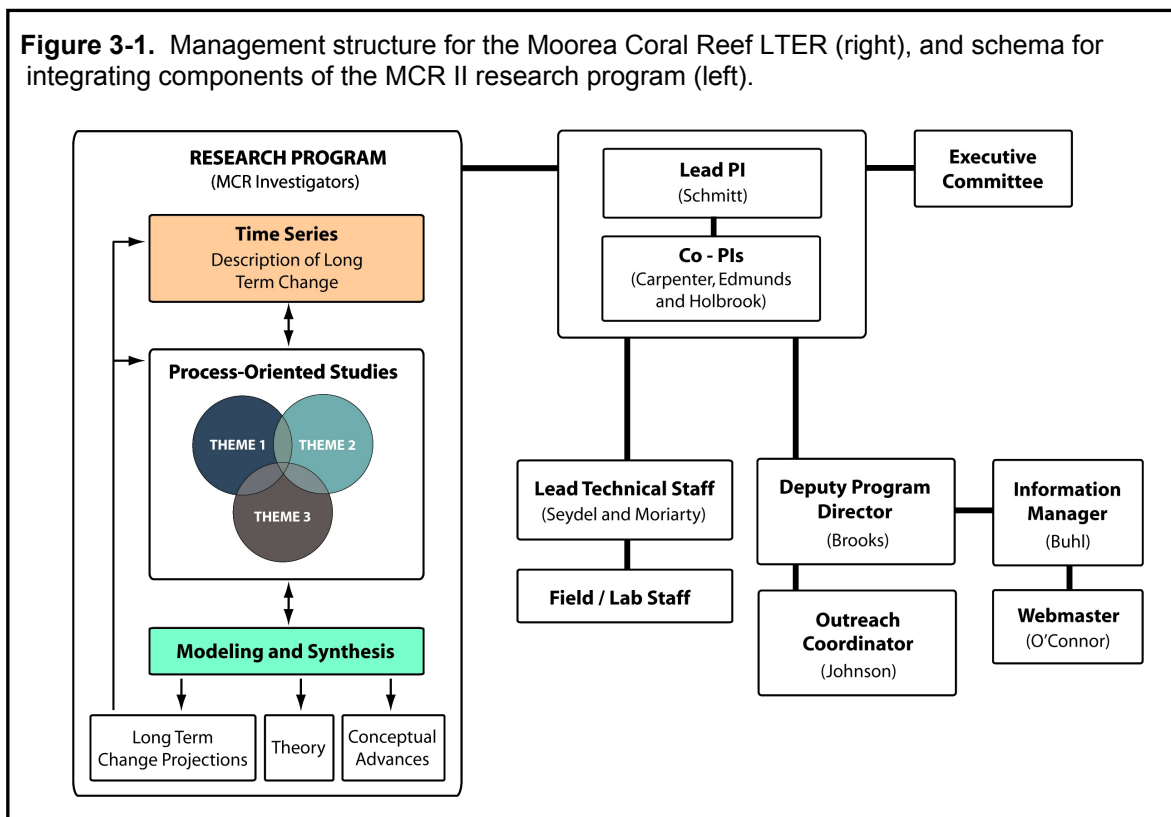 Figure 3-1. Management structure for the Moorea Coral Reef LTER (right), and schema for
integrating components of the MCR II research program (left).
RESEARCH PROGRAM
(MCR Investigators)
Time Series
Description of Long
Term Change
Process-Oriented Studies
THEME 1
THEME 2
THEME 3
Modeling and Synthesis
Long Term
Change Projections
Theory
Conceptual
Advances
Lead PI
(Schmitt)
Co - PIs
(Carpenter, Edmunds
and Holbrook)
Executive
Committee
Lead Technical Staff
(Seydel and Moriarty)
Field / Lab Staff
Deputy Program
Director
(Brooks)
Outreach
Coordinator
(Johnson)
Information
Manager
(Buhl)
Webmaster
(O'Connor)